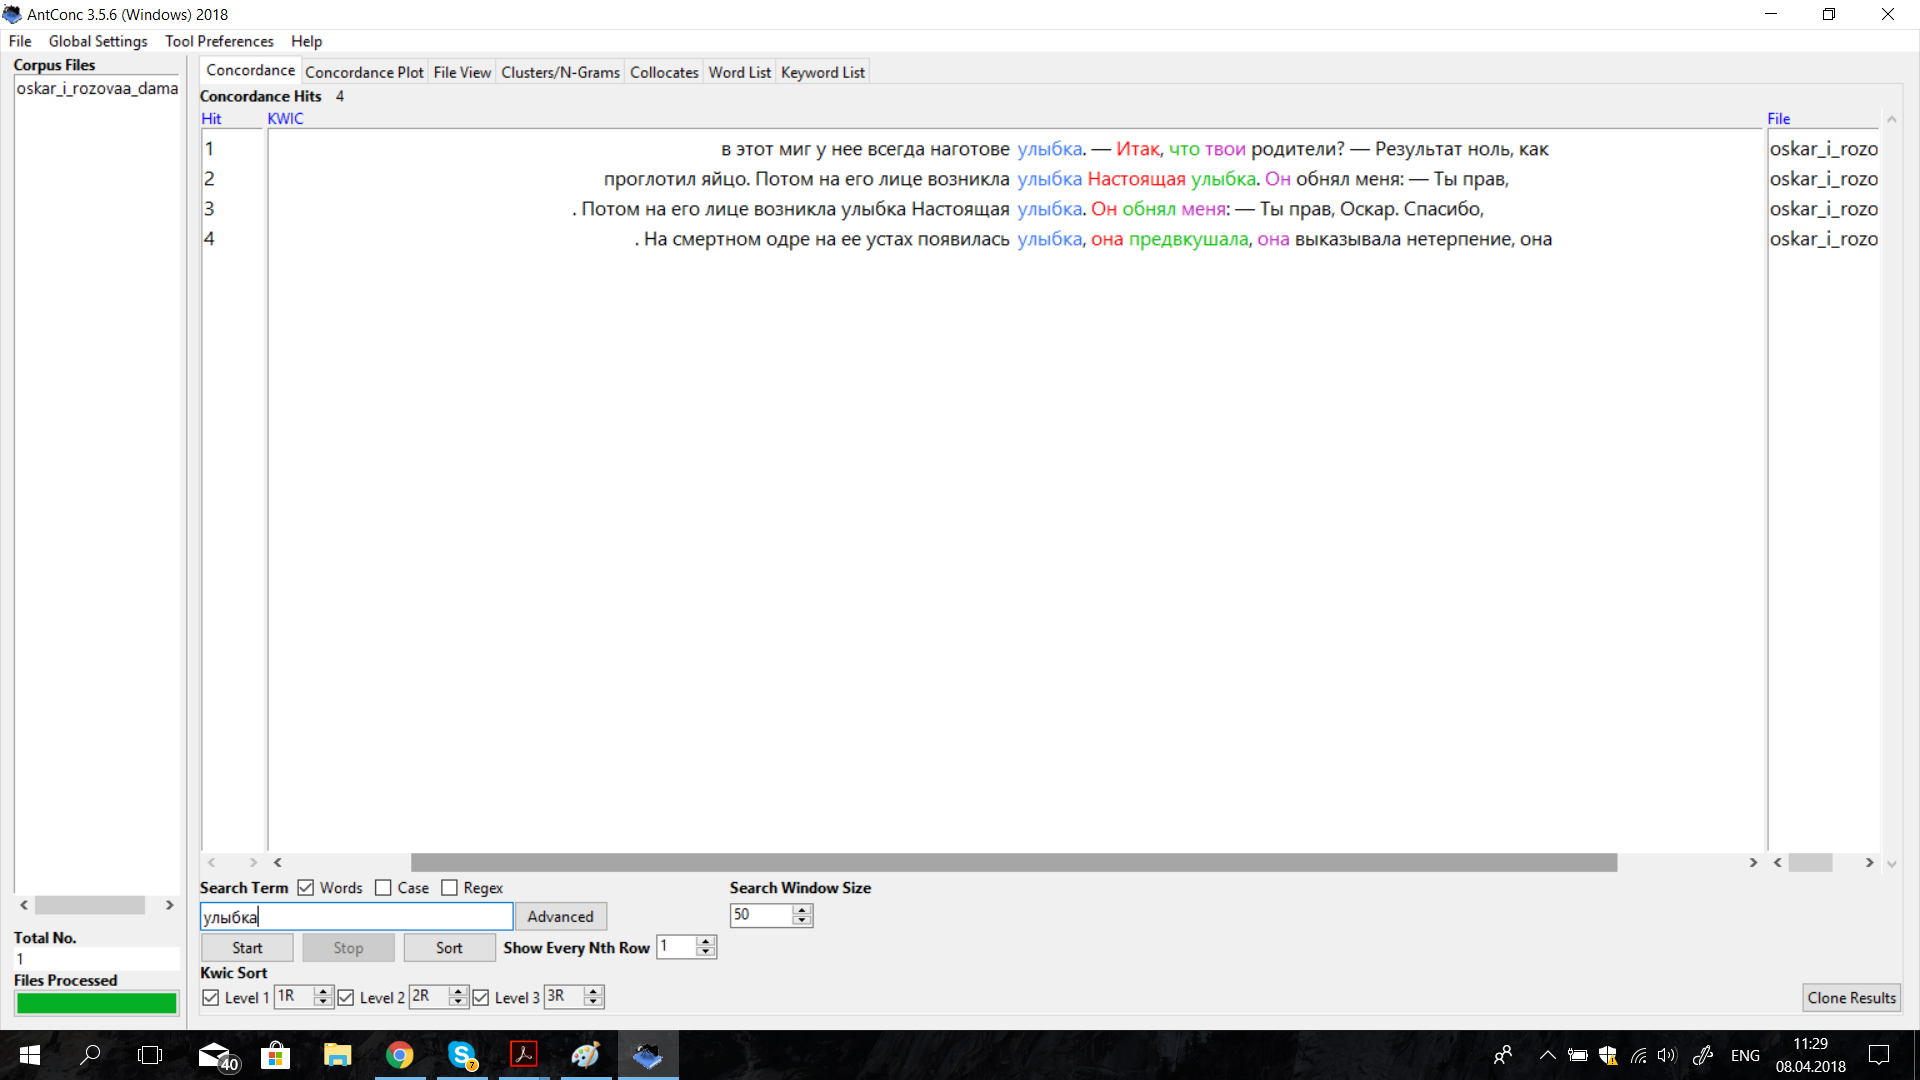 AntConc 3.5.6 (Windows) 2018
File Global Settings Tool Preferences Help
Corpus Files
oskar_i_rozovaa_dama
Concordance Concordance Plot File View Clusters/N-Grams Collocates Word List Keyword List
Concordance Hits 4
Hit KWIC File
1 в этот миг у нее всегда наготове улыбка. — Итак, что твои родители? — Результат ноль, как oskar_i_rozo
2 проглотил яйцо. Потом на его лице возникла улыбка Настоящая улыбка. Он обнял меня: — Ты прав, oskar_i_rozo
3 . Потом на его лице возникла улыбка Настоящая улыбка. Он обнял меня: — Ты прав, Оскар. Спасибо, oskar_i_rozo
4 . На смертном одре на ее устах появилась улыбка, она предвкушала, она выказывала нетерпение, она oskar_i_rozo
Search Term Words Case Regex Search Window Size
улыбка Advanced 50
Start Stop Sort Show Every Nth Row 1
Kwic Sort
Level 1 1R Level 2 2R Level 3 3R Clone Results
Total No.
1
Files Processed
40 7 ENG 11:29
08.04.2018